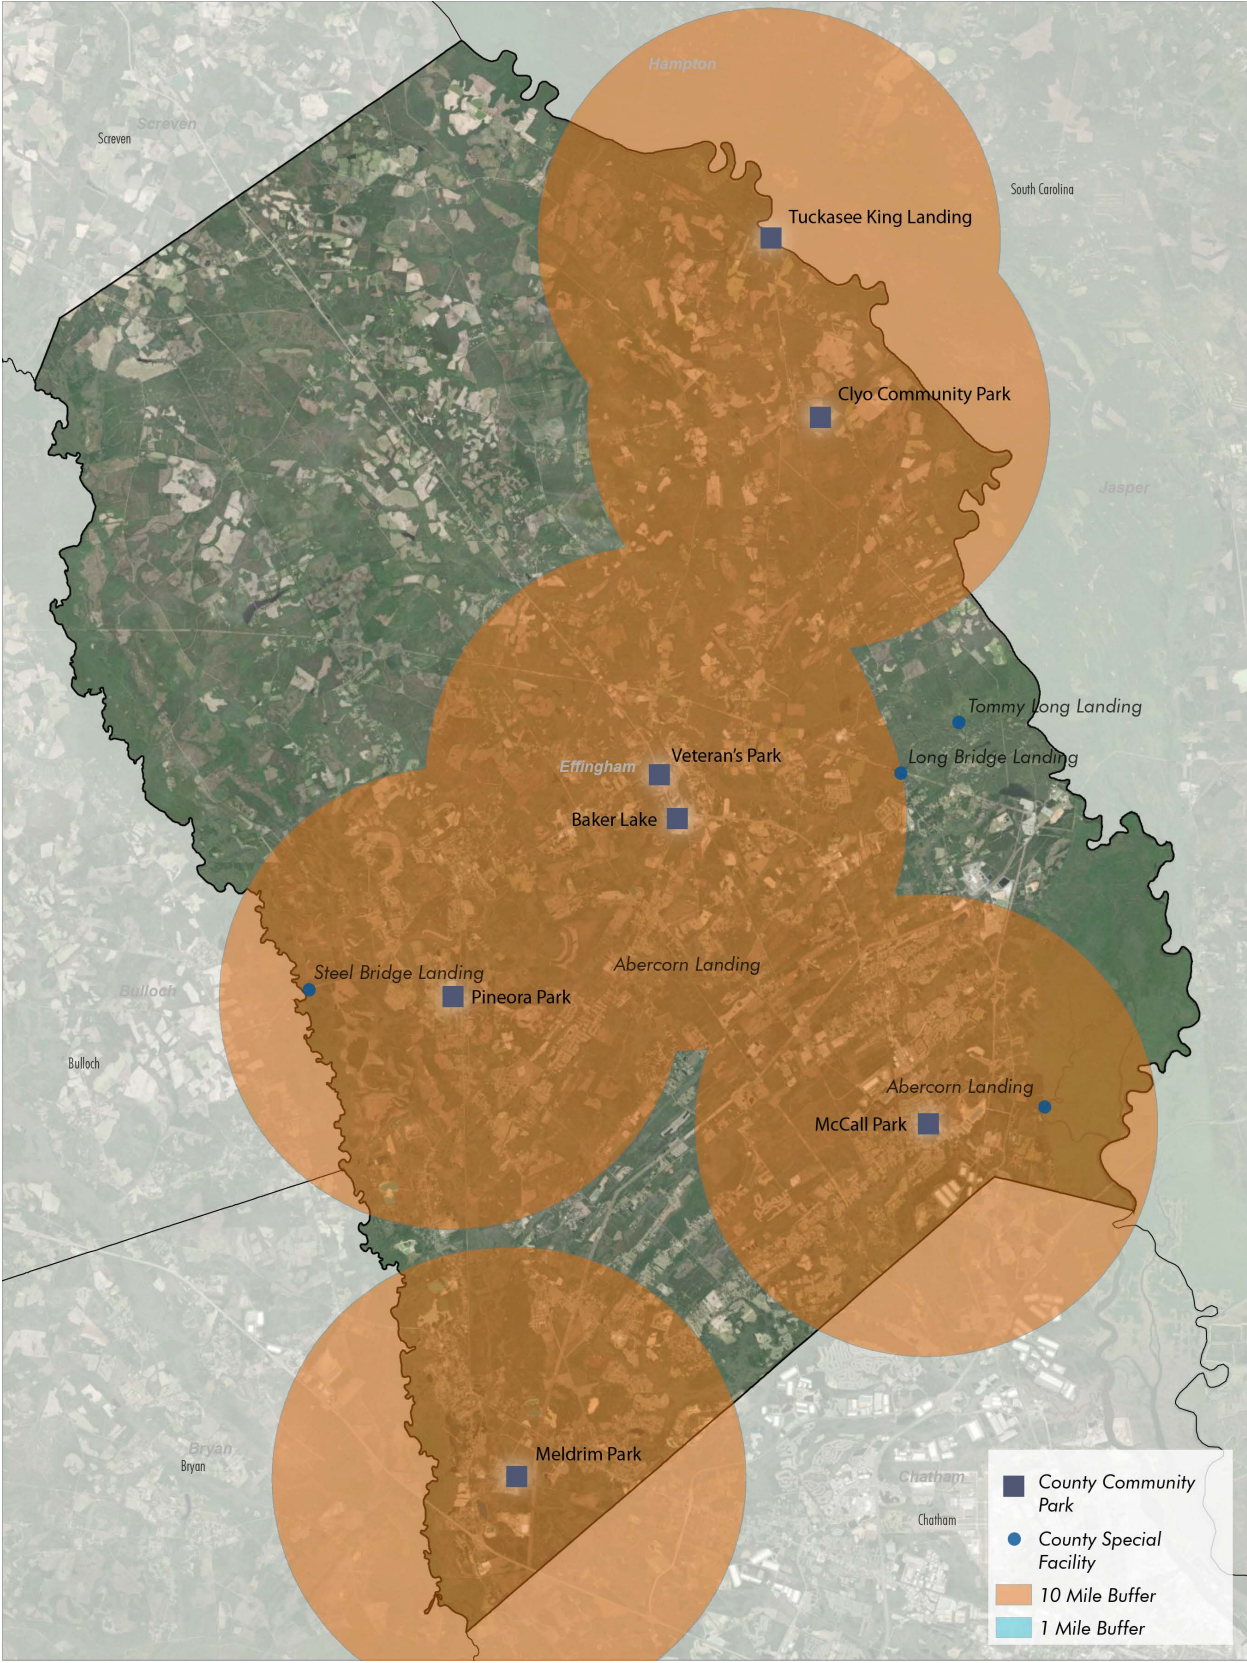 Hampton
Screven
Screven
South Carolina
Tuckasee King Landing
Clyo Community Park
Jasper
Tommy Long Landing
Long Bridge Landing
Veteran's Park
Effingham
Baker Lake
Abercorn Landing
Steel Bridge Landing
Pineora Park
Bulloch
Bulloch
Abercorn Landing
McCall Park
Meldrim Park
Bryan
Bryan
Chatham
Chatham
County Community
Park
County Special
Facility
10 Mile Buffer
1 Mile Buffer